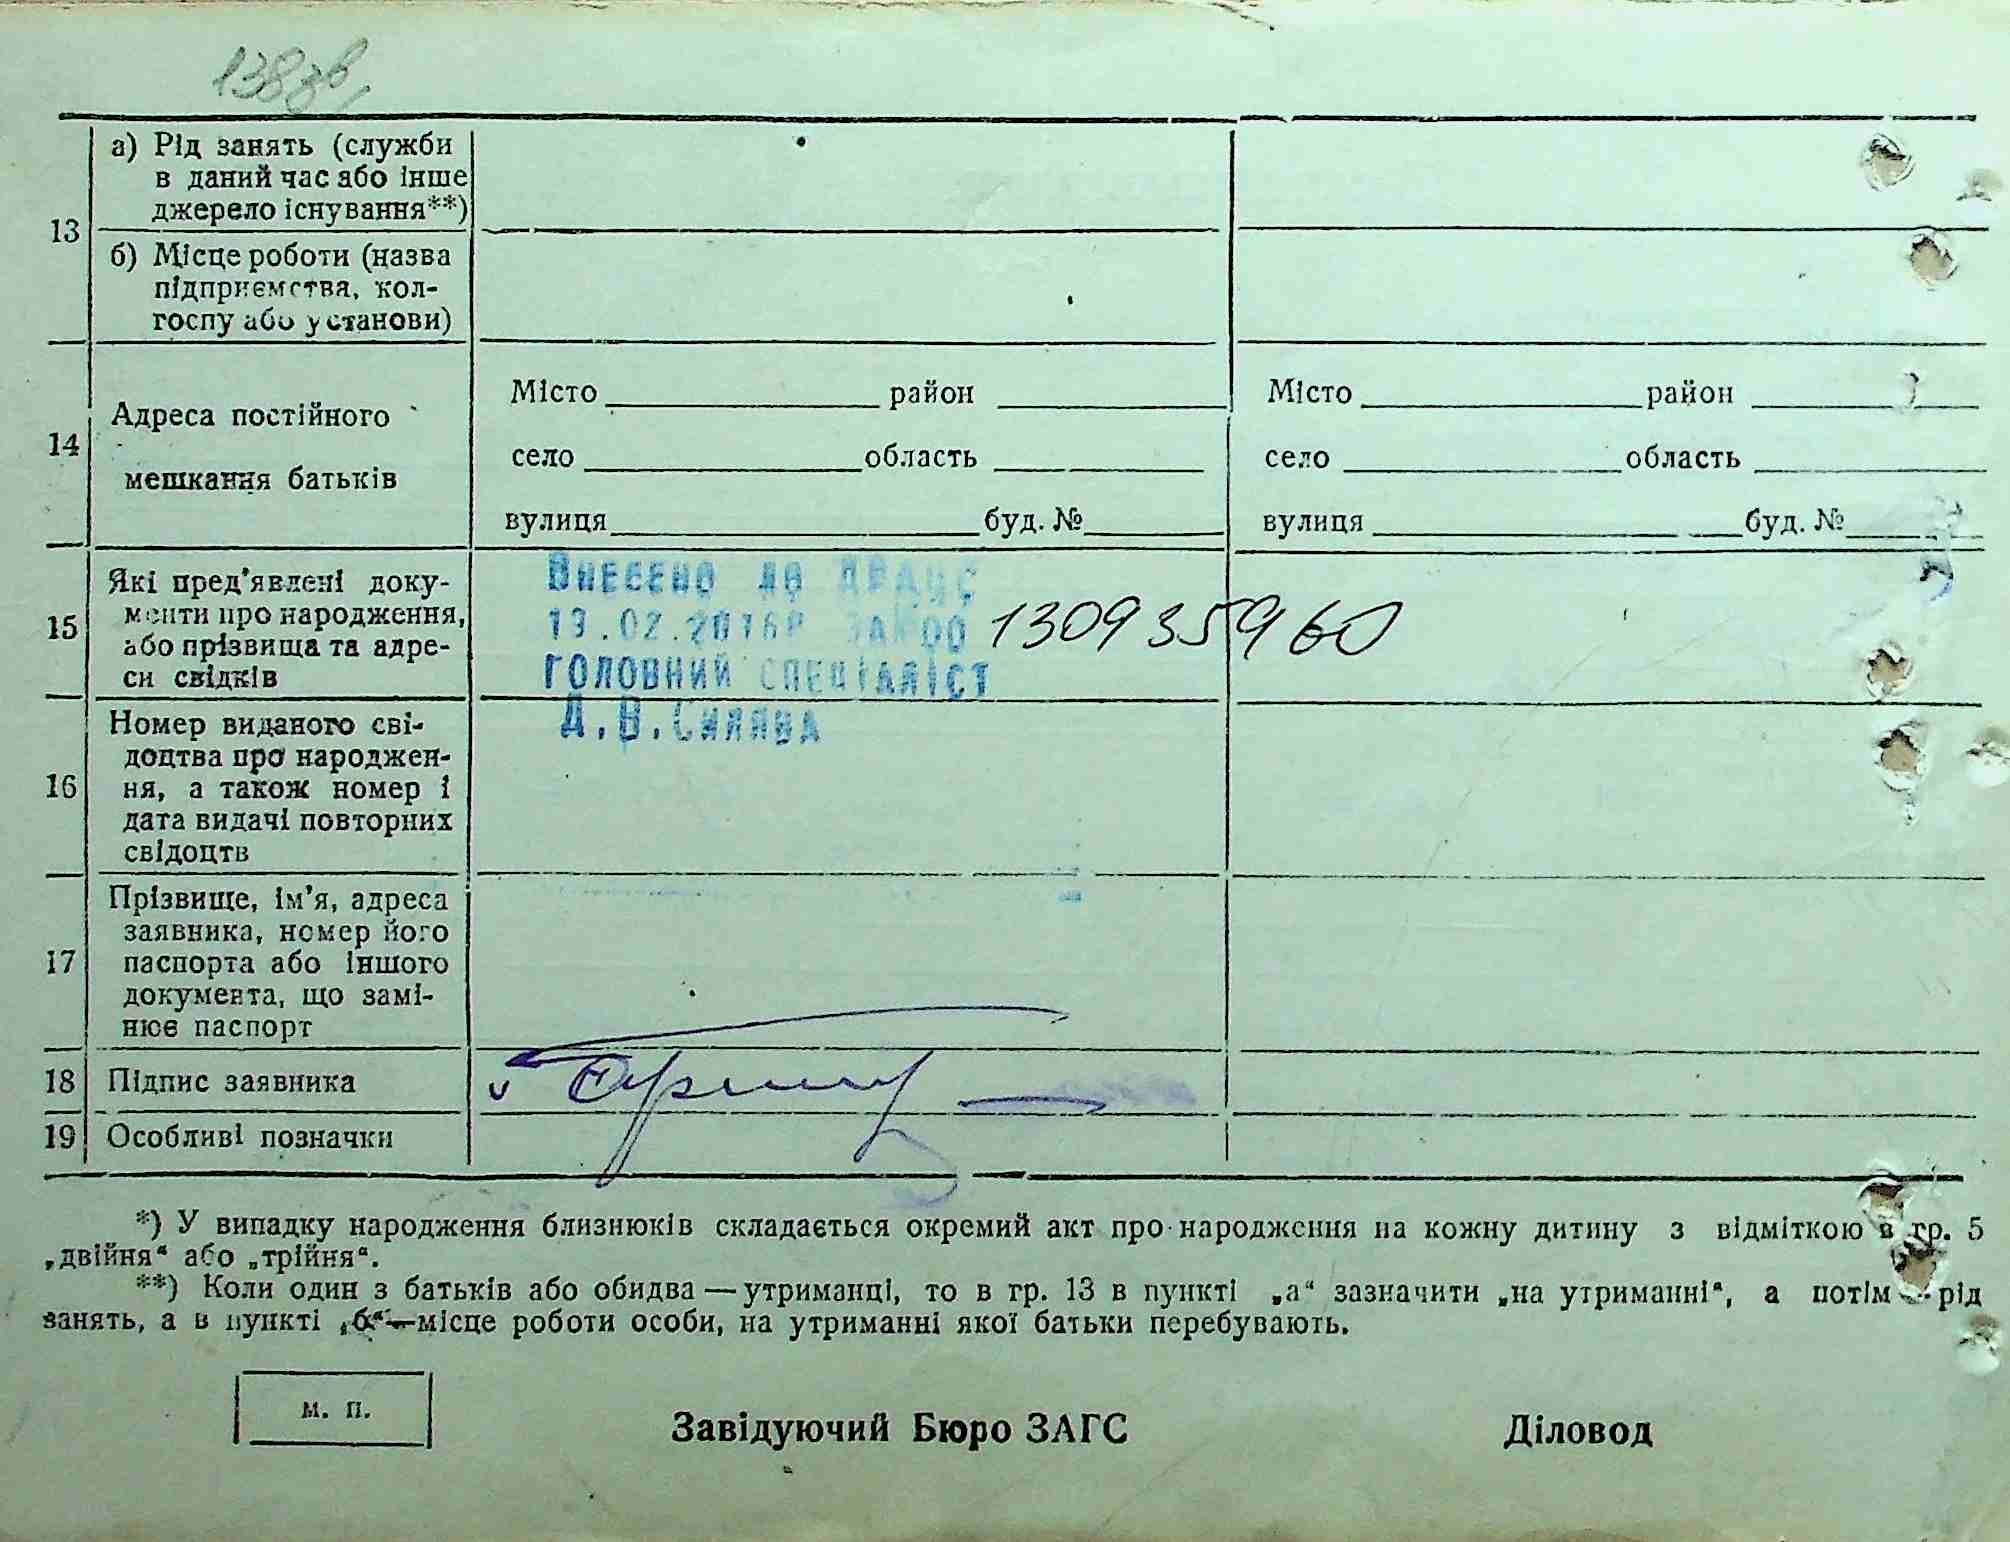 138зв
13
а) Рід занять (служби
в даний час або інше
джерело існування**)
б) Місце роботи (назва
підприємства, кол-
госпу або установи)
14
Адреса постійного
мешкання батьків
Місто район
село область
вулиця буд. №
Місто район
село область
вулиця буд. №
15
Які пред'явлені доку-
менти про народження,
або прізвища та адре-
си свідків
Внесено до ДРАЦС
19.02.2016р за №00 130935960
головний спеціаліст
Д.В.Силява
16
Номер виданого сві-
доцтва про народжен-
ня, а також номер і
дата видачі повторних
свідоцтв
17
Прізвище, ім'я, адреса
заявника, номер його
паспорта або іншого
документа, що замі-
нює паспорт
18 Підпис заявника v
19 Особливі позначки
*) У випадку народження близнюків складається окремий акт про народження на кожну дитину з відміткою в гр. 5
„двійня“ або „трійня“.
**) Коли один з батьків або обидва — утриманці, то в гр. 13 в пункті „а“ зазначити „на утриманні“, а потім — рід
занять, а в пункті „б“ — місце роботи особи, на утриманні якої батьки перебувають.
м. п.
Завідуючий Бюро ЗАГС
Діловод